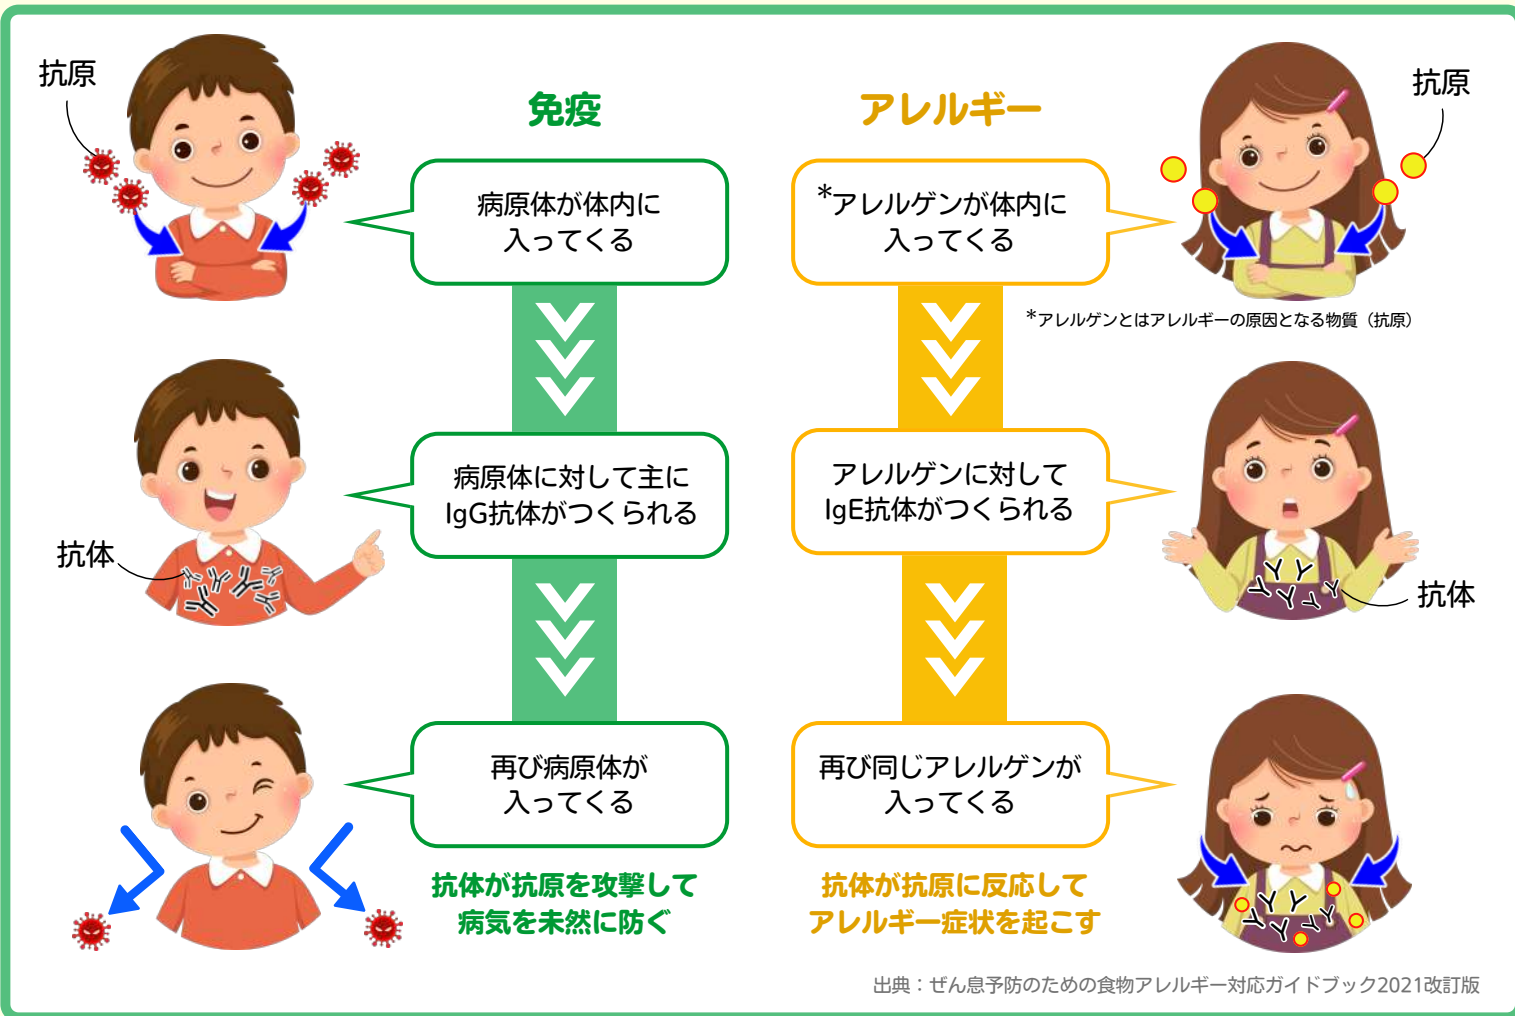 抗原
免疫
病原体が体内に
入ってくる
病原体に対して主に
IgG抗体がつくられる
抗体
再び病原体が
入ってくる
抗体が抗原を攻撃して
病気を未然に防ぐ
アレルギー
抗原
*アレルゲンが体内に
入ってくる
*アレルゲンとはアレルギーの原因となる物質（抗原）
アレルゲンに対して
IgE抗体がつくられる
抗体
再び同じアレルゲンが
入ってくる
抗体が抗原に反応して
アレルギー症状を起こす
出典：ぜん息予防のための食物アレルギー対応ガイドブック2021改訂版